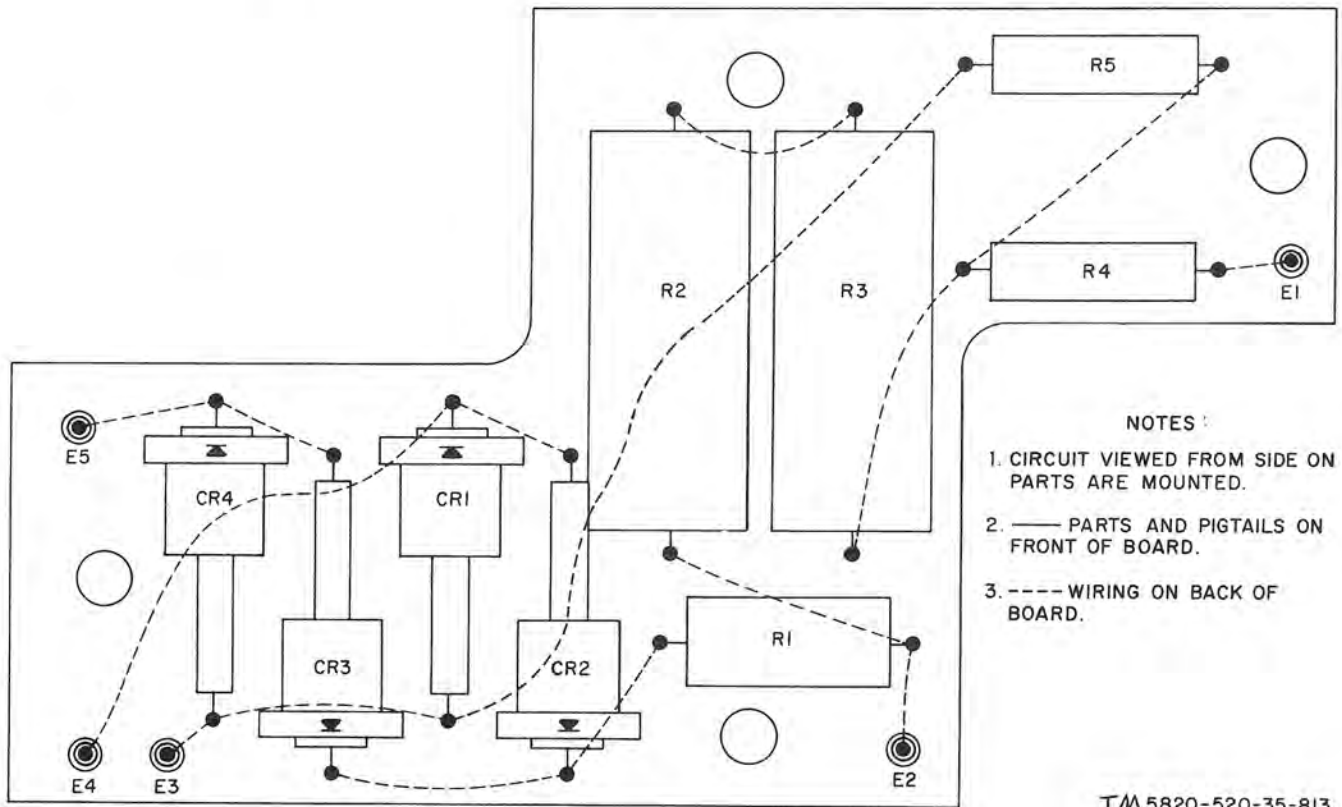 R5
R2
R3
R4
E1
E5
CR4
CR1
NOTES:
1. CIRCUIT VIEWED FROM SIDE ON
PARTS ARE MOUNTED.
2. —— PARTS AND PIGTAILS ON
FRONT OF BOARD.
3. ---- WIRING ON BACK OF
BOARD.
CR3
CR2
R1
E4
E3
E2
TM 5820-520-35-813